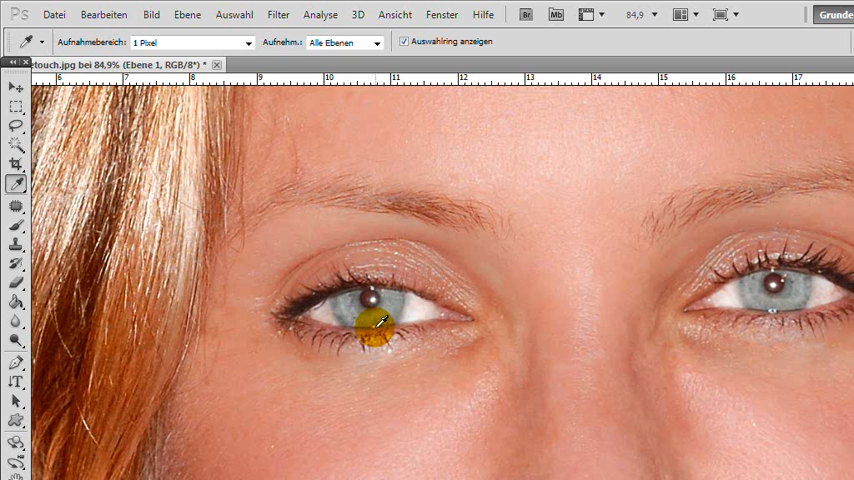 Ps Datei Bearbeiten Bild Ebene Auswahl Filter Analyse 3D Ansicht Fenster Hilfe Br Mb 84,9 Grunde
Aufnahmebereich: 1 Pixel Aufnehm.: Alle Ebenen Auswahlring anzeigen
etouch.jpg bei 84,9% (Ebene 1, RGB/8*) *
6 7 8 9 10 11 12 13 14 15 16 17